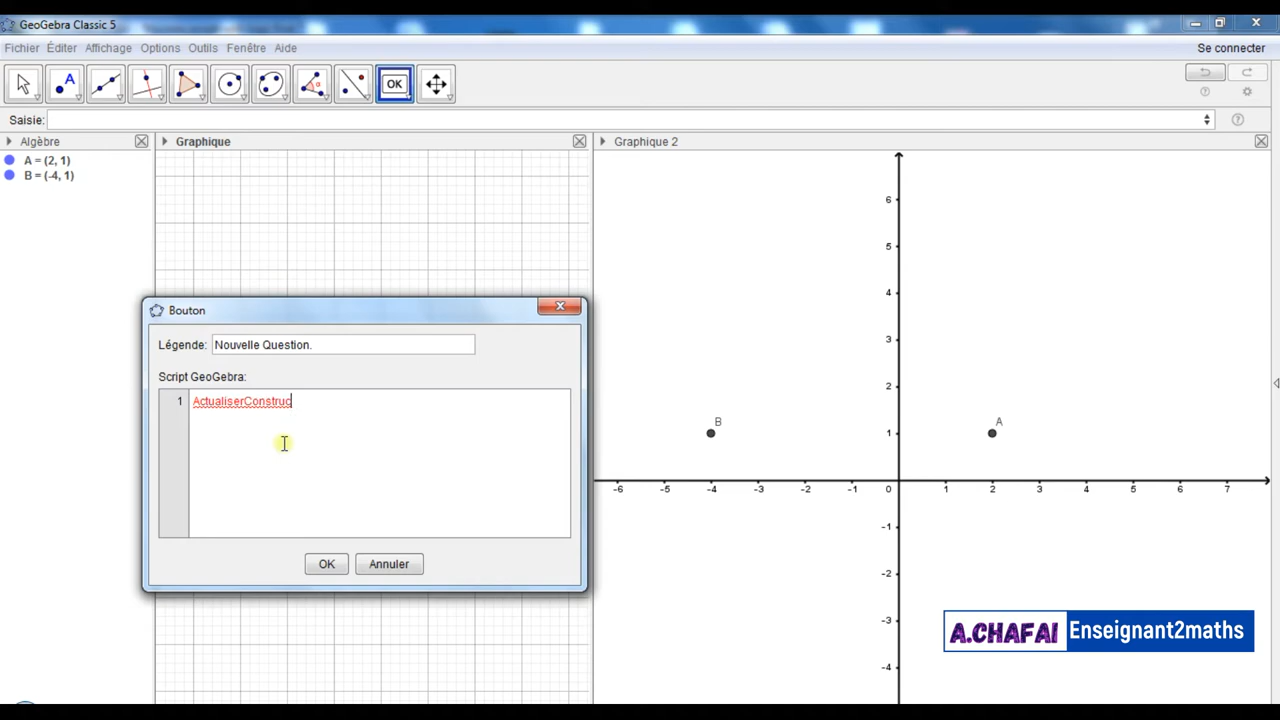 GeoGebra Classic 5
Fichier Éditer Affichage Options Outils Fenêtre Aide Se connecter
A OK
Saisie:
Algèbre Graphique Graphique 2
A = (2, 1)
B = (-4, 1)
Bouton
Légende: Nouvelle Question.
Script GeoGebra:
1 ActualiserConstruc
OK Annuler
6
5
4
3
2
B A
1
-6 -5 -4 -3 -2 -1 0 1 2 3 4 5 6 7
-1
-2
-3
-4
A.CHAFAI Enseignant2maths